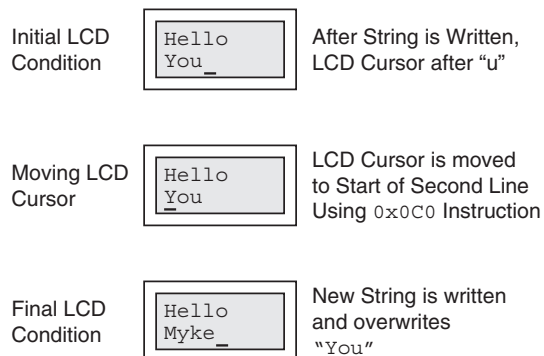 Initial LCD
Condition
Hello
You_
After String is Written,
LCD Cursor after “u”
Moving LCD
Cursor
Hello
You
LCD Cursor is moved
to Start of Second Line
Using 0x0C0 Instruction
Final LCD
Condition
Hello
Myke_
New String is written
and overwrites
“You”